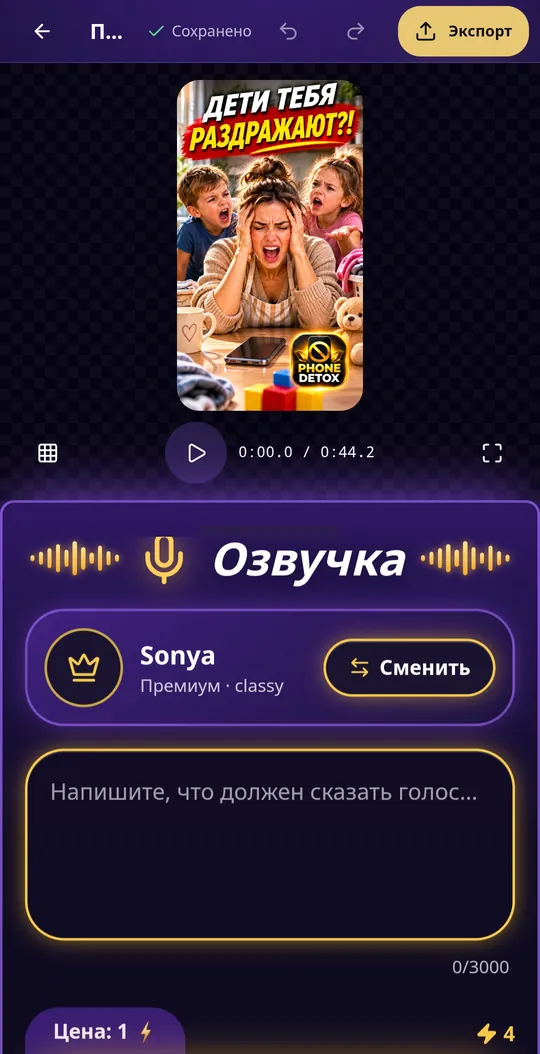 П...
Сохранено
Экспорт
ДЕТИ ТЕБЯ
РАЗДРАЖАЮТ?!
PHONE
DETOX
0:00.0 / 0:44.2
Озвучка
Sonya
Премиум · classy
Сменить
Напишите, что должен сказать голос...
0/3000
Цена: 1
4